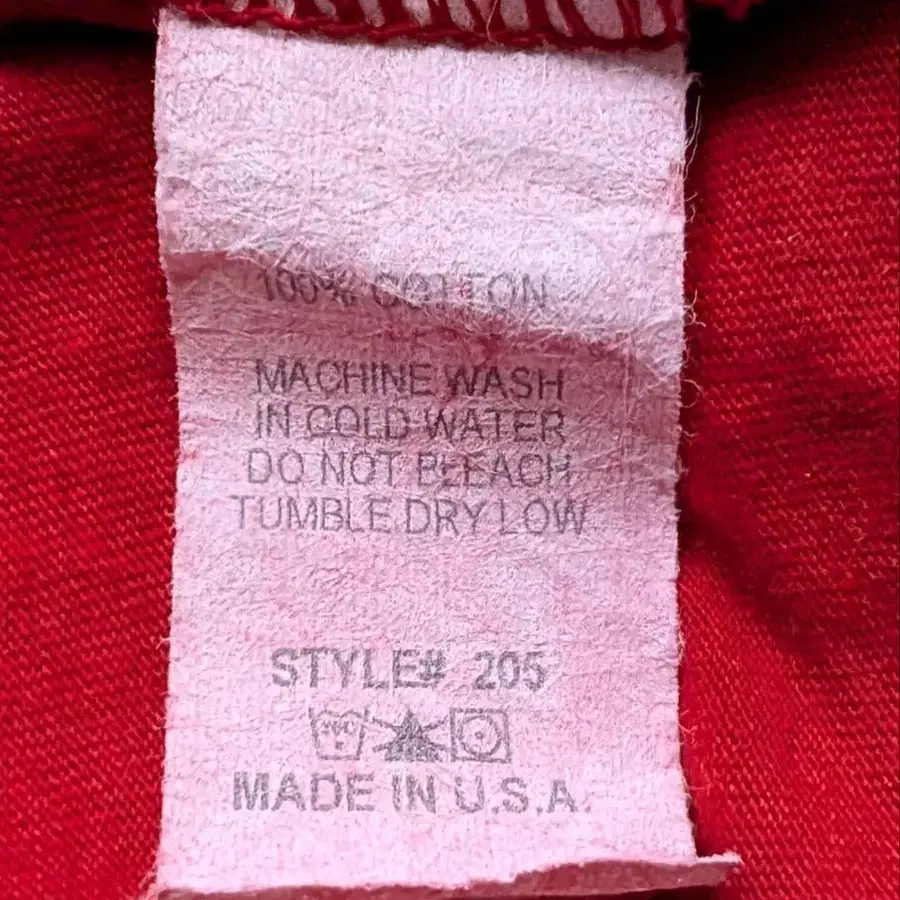 100% COTTON
MACHINE WASH
IN COLD WATER
DO NOT BLEACH
TUMBLE DRY LOW
STYLE# 205
MADE IN U.S.A.